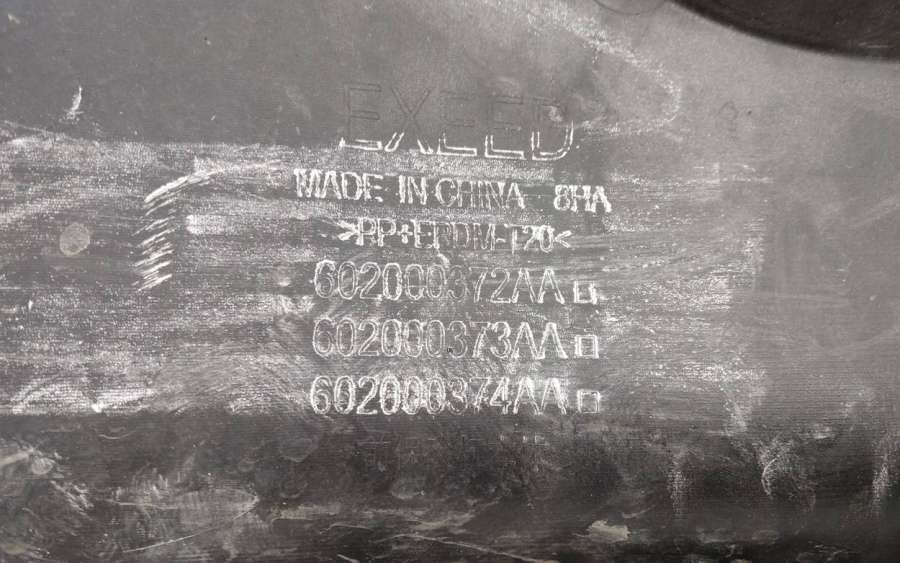 EXEED
MADE IN CHINA 8HA
>PP+EPDM-T20<
602000372AA
602000373AA
602000374AA